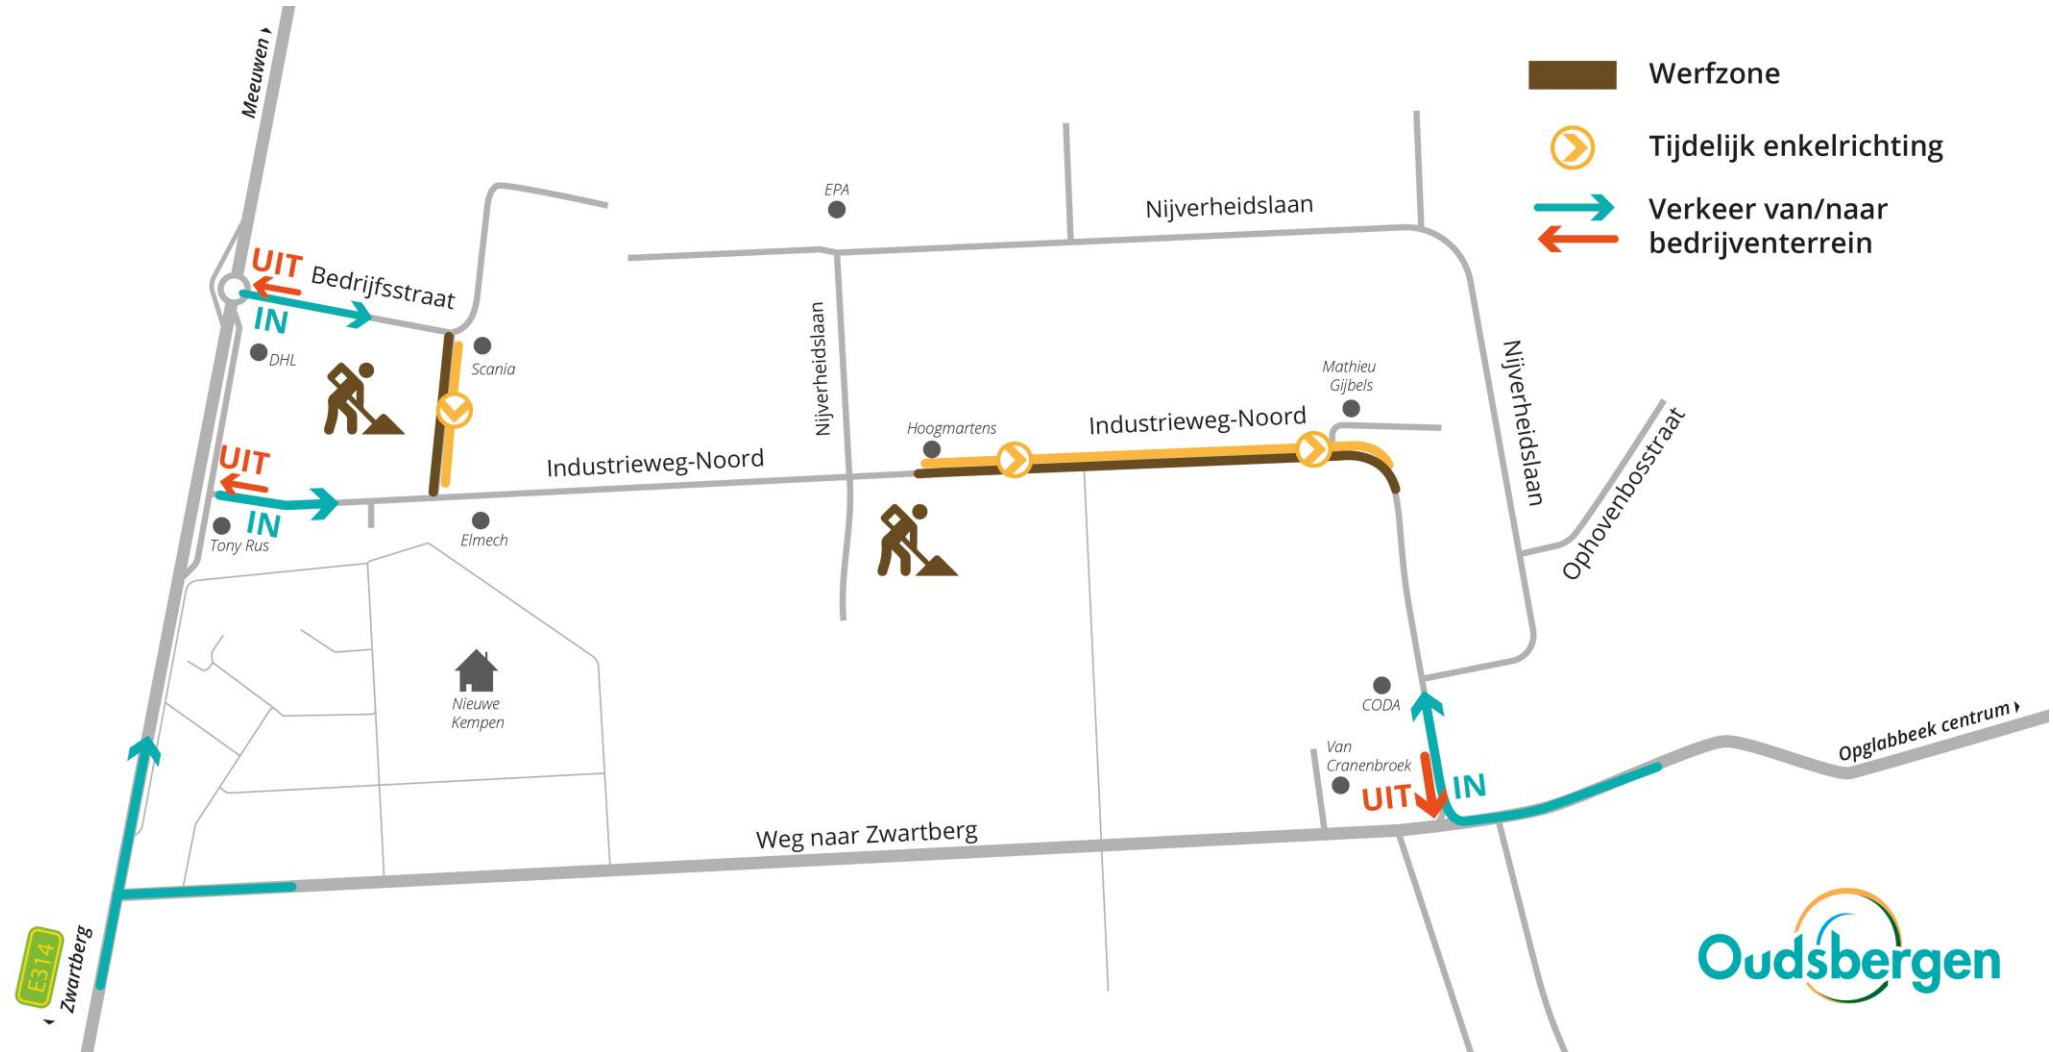 Meeuwen
Werfzone
Tijdelijk enkelrichting
Verkeer van/naar
bedrijventerrein
EPA
Nijverheidslaan
UIT
Bedrijfsstraat
IN
DHL
Scania
Nijverheidslaan
Nijverheidslaan
Mathieu
Gijbels
Hoogmartens
Industrieweg-Noord
Ophovenbosstraat
UIT
Industrieweg-Noord
IN
Tony Rus
Elmech
Nieuwe
Kempen
CODA
Opglabbeek centrum
Van
Cranenbroek
UIT
IN
Weg naar Zwartberg
E314
Zwartberg
Oudsbergen